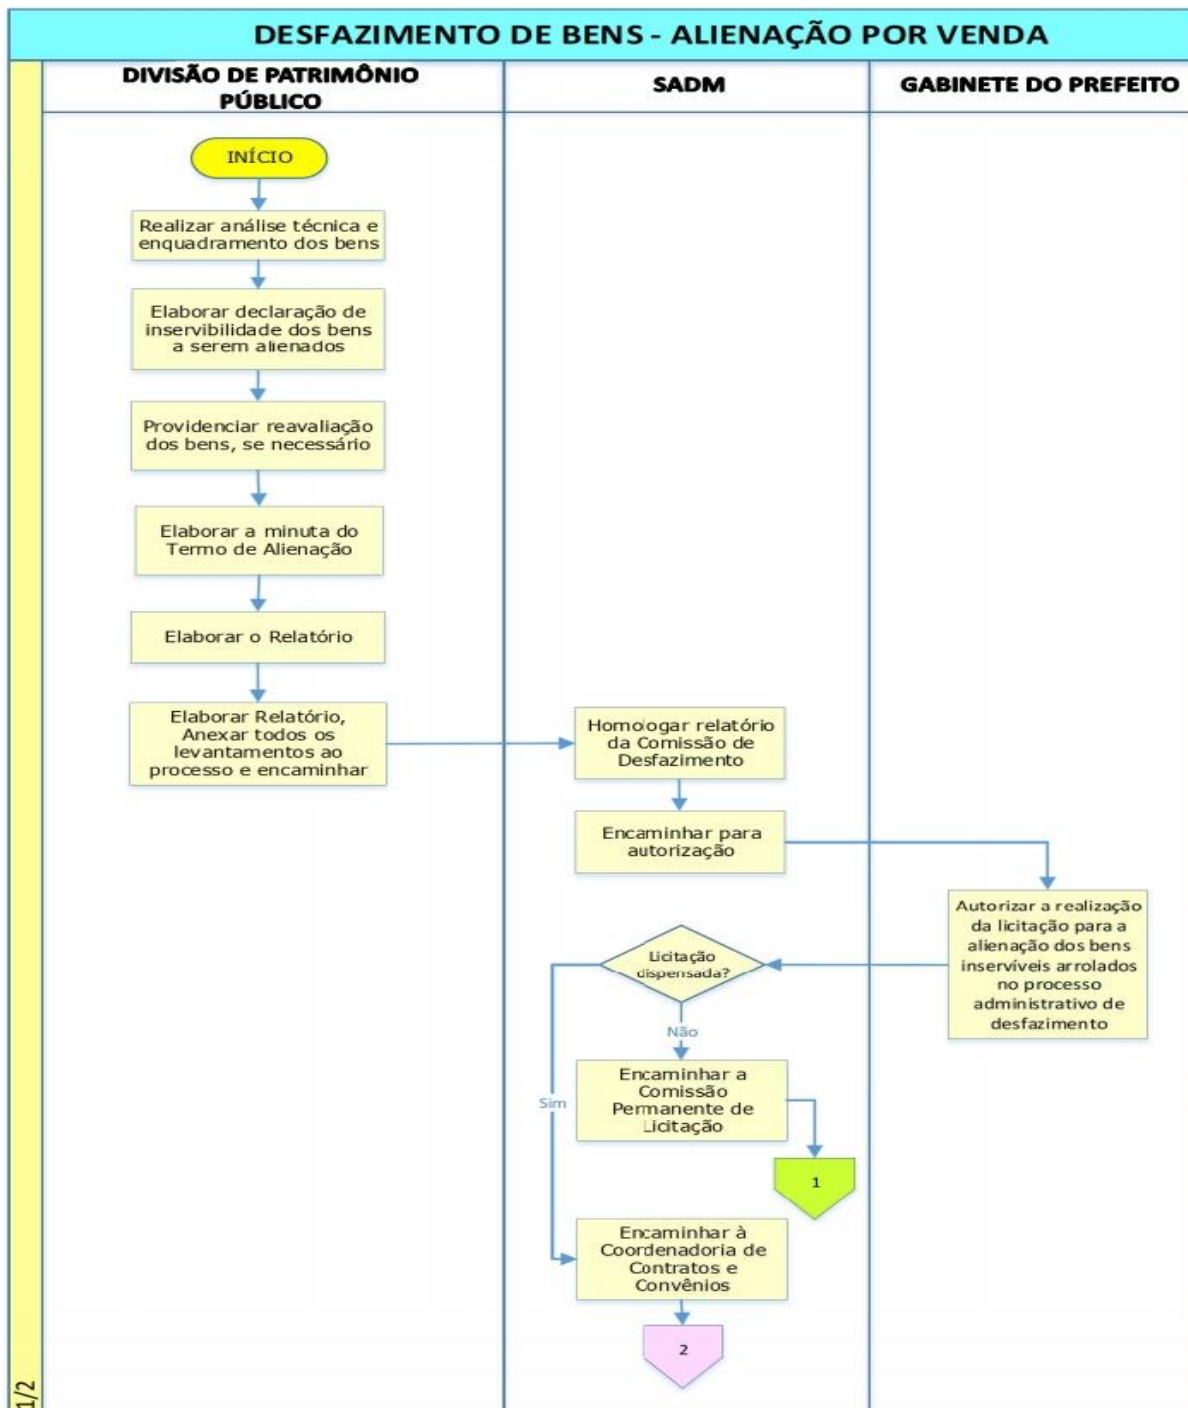 DESFAZIMENTO DE BENS - ALIENAÇÃO POR VENDA
DIVISÃO DE PATRIMÔNIO
PÚBLICO
SADM
GABINETE DO PREFEITO
INÍCIO
Realizar análise técnica e
enquadramento dos bens
Elaborar declaração de
inservibilidade dos bens
a serem alienados
Providenciar reavaliação
dos bens, se necessário
Elaborar a minuta do
Termo de Alienação
Elaborar o Relatório
Elaborar Relatório,
Anexar todos os
levantamentos ao
processo e encaminhar
Homologar relatório
da Comissão de
Desfazimento
Encaminhar para
autorização
Autorizar a realização
da licitação para a
alienação dos bens
inservíveis arrolados
no processo
administrativo de
desfazimento
Licitação
dispensada?
Não
Sim
Encaminhar a
Comissão
Permanente de
Licitação
1
Encaminhar à
Coordenadoria de
Contratos e
Convênios
2
1/2